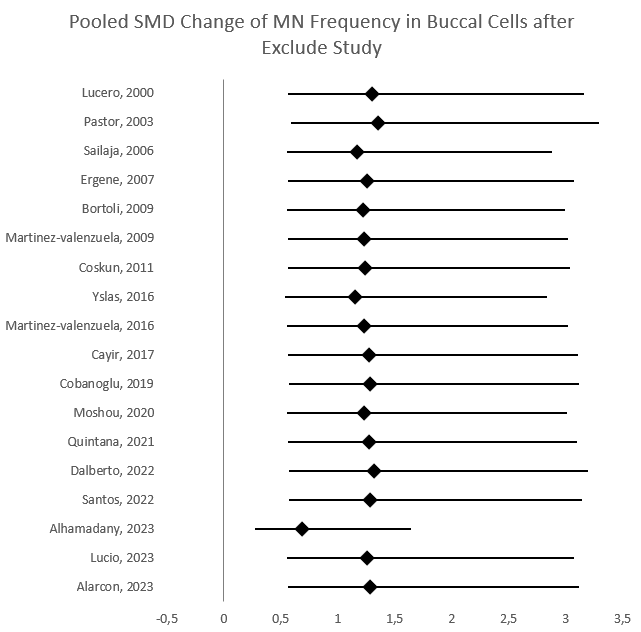 Pooled SMD Change of MN Frequency in Buccal Cells after
Exclude Study
Lucero, 2000
Pastor, 2003
Sailaja, 2006
Ergene, 2007
Bortoli, 2009
Martinez-valenzuela, 2009
Coskun, 2011
Yslas, 2016
Martinez-valenzuela, 2016
Cayir, 2017
Cobanoglu, 2019
Moshou, 2020
Quintana, 2021
Dalberto, 2022
Santos, 2022
Alhamadany, 2023
Lucio, 2023
Alarcon, 2023
-0,5 0 0,5 1 1,5 2 2,5 3 3,5